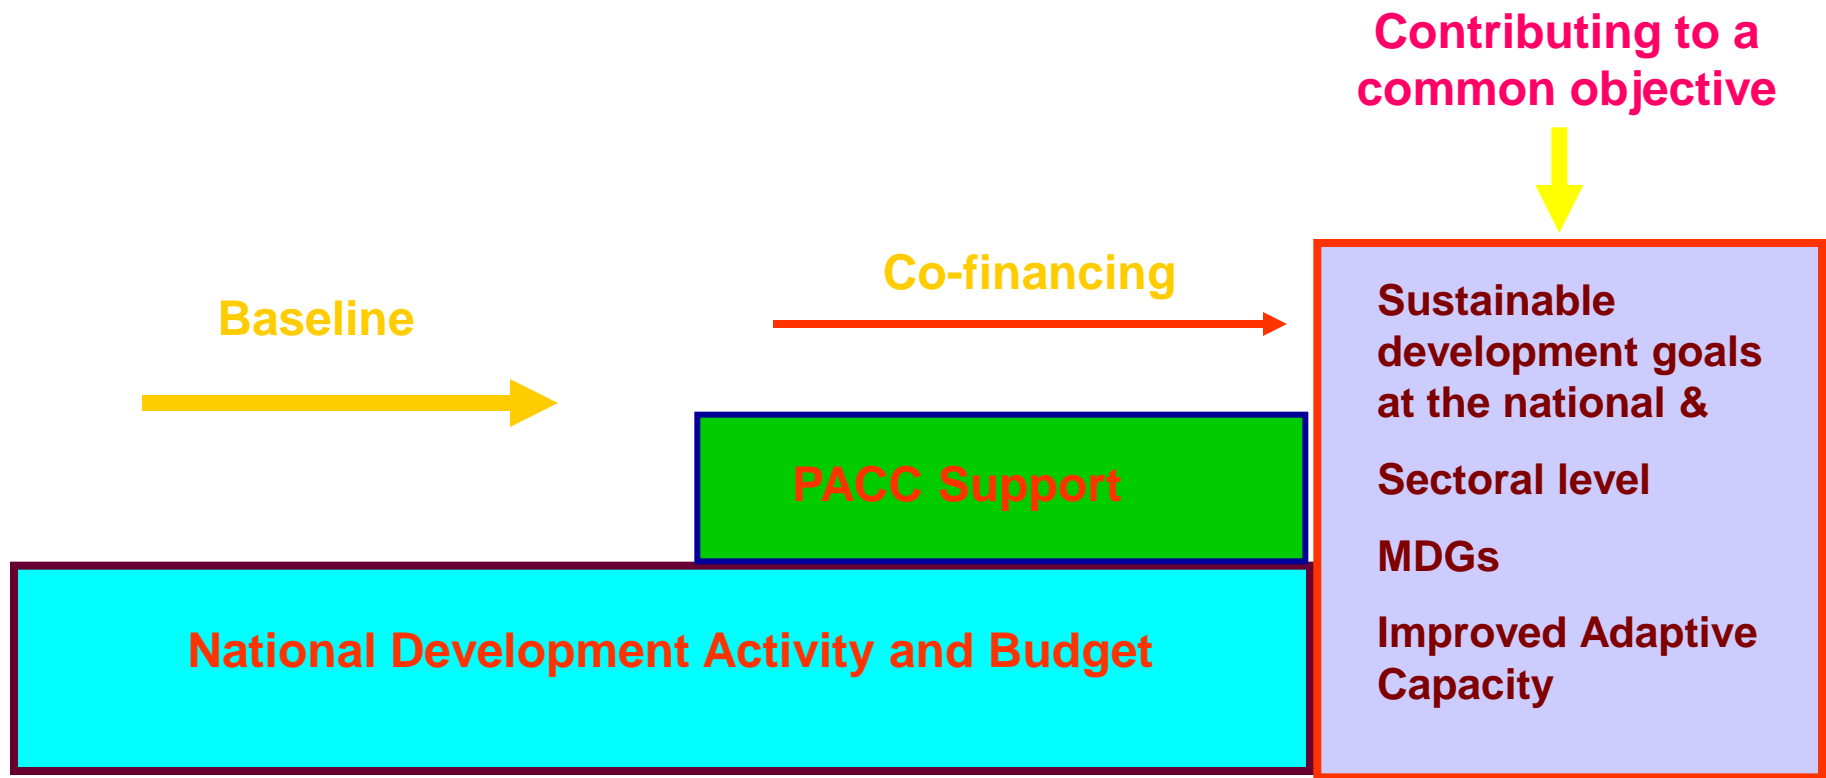 Contributing to a
common objective
Co-financing
Baseline
Sustainable
development goals
at the national &
Sectoral level
MDGs
Improved Adaptive
Capacity
PACC Support
National Development Activity and Budget